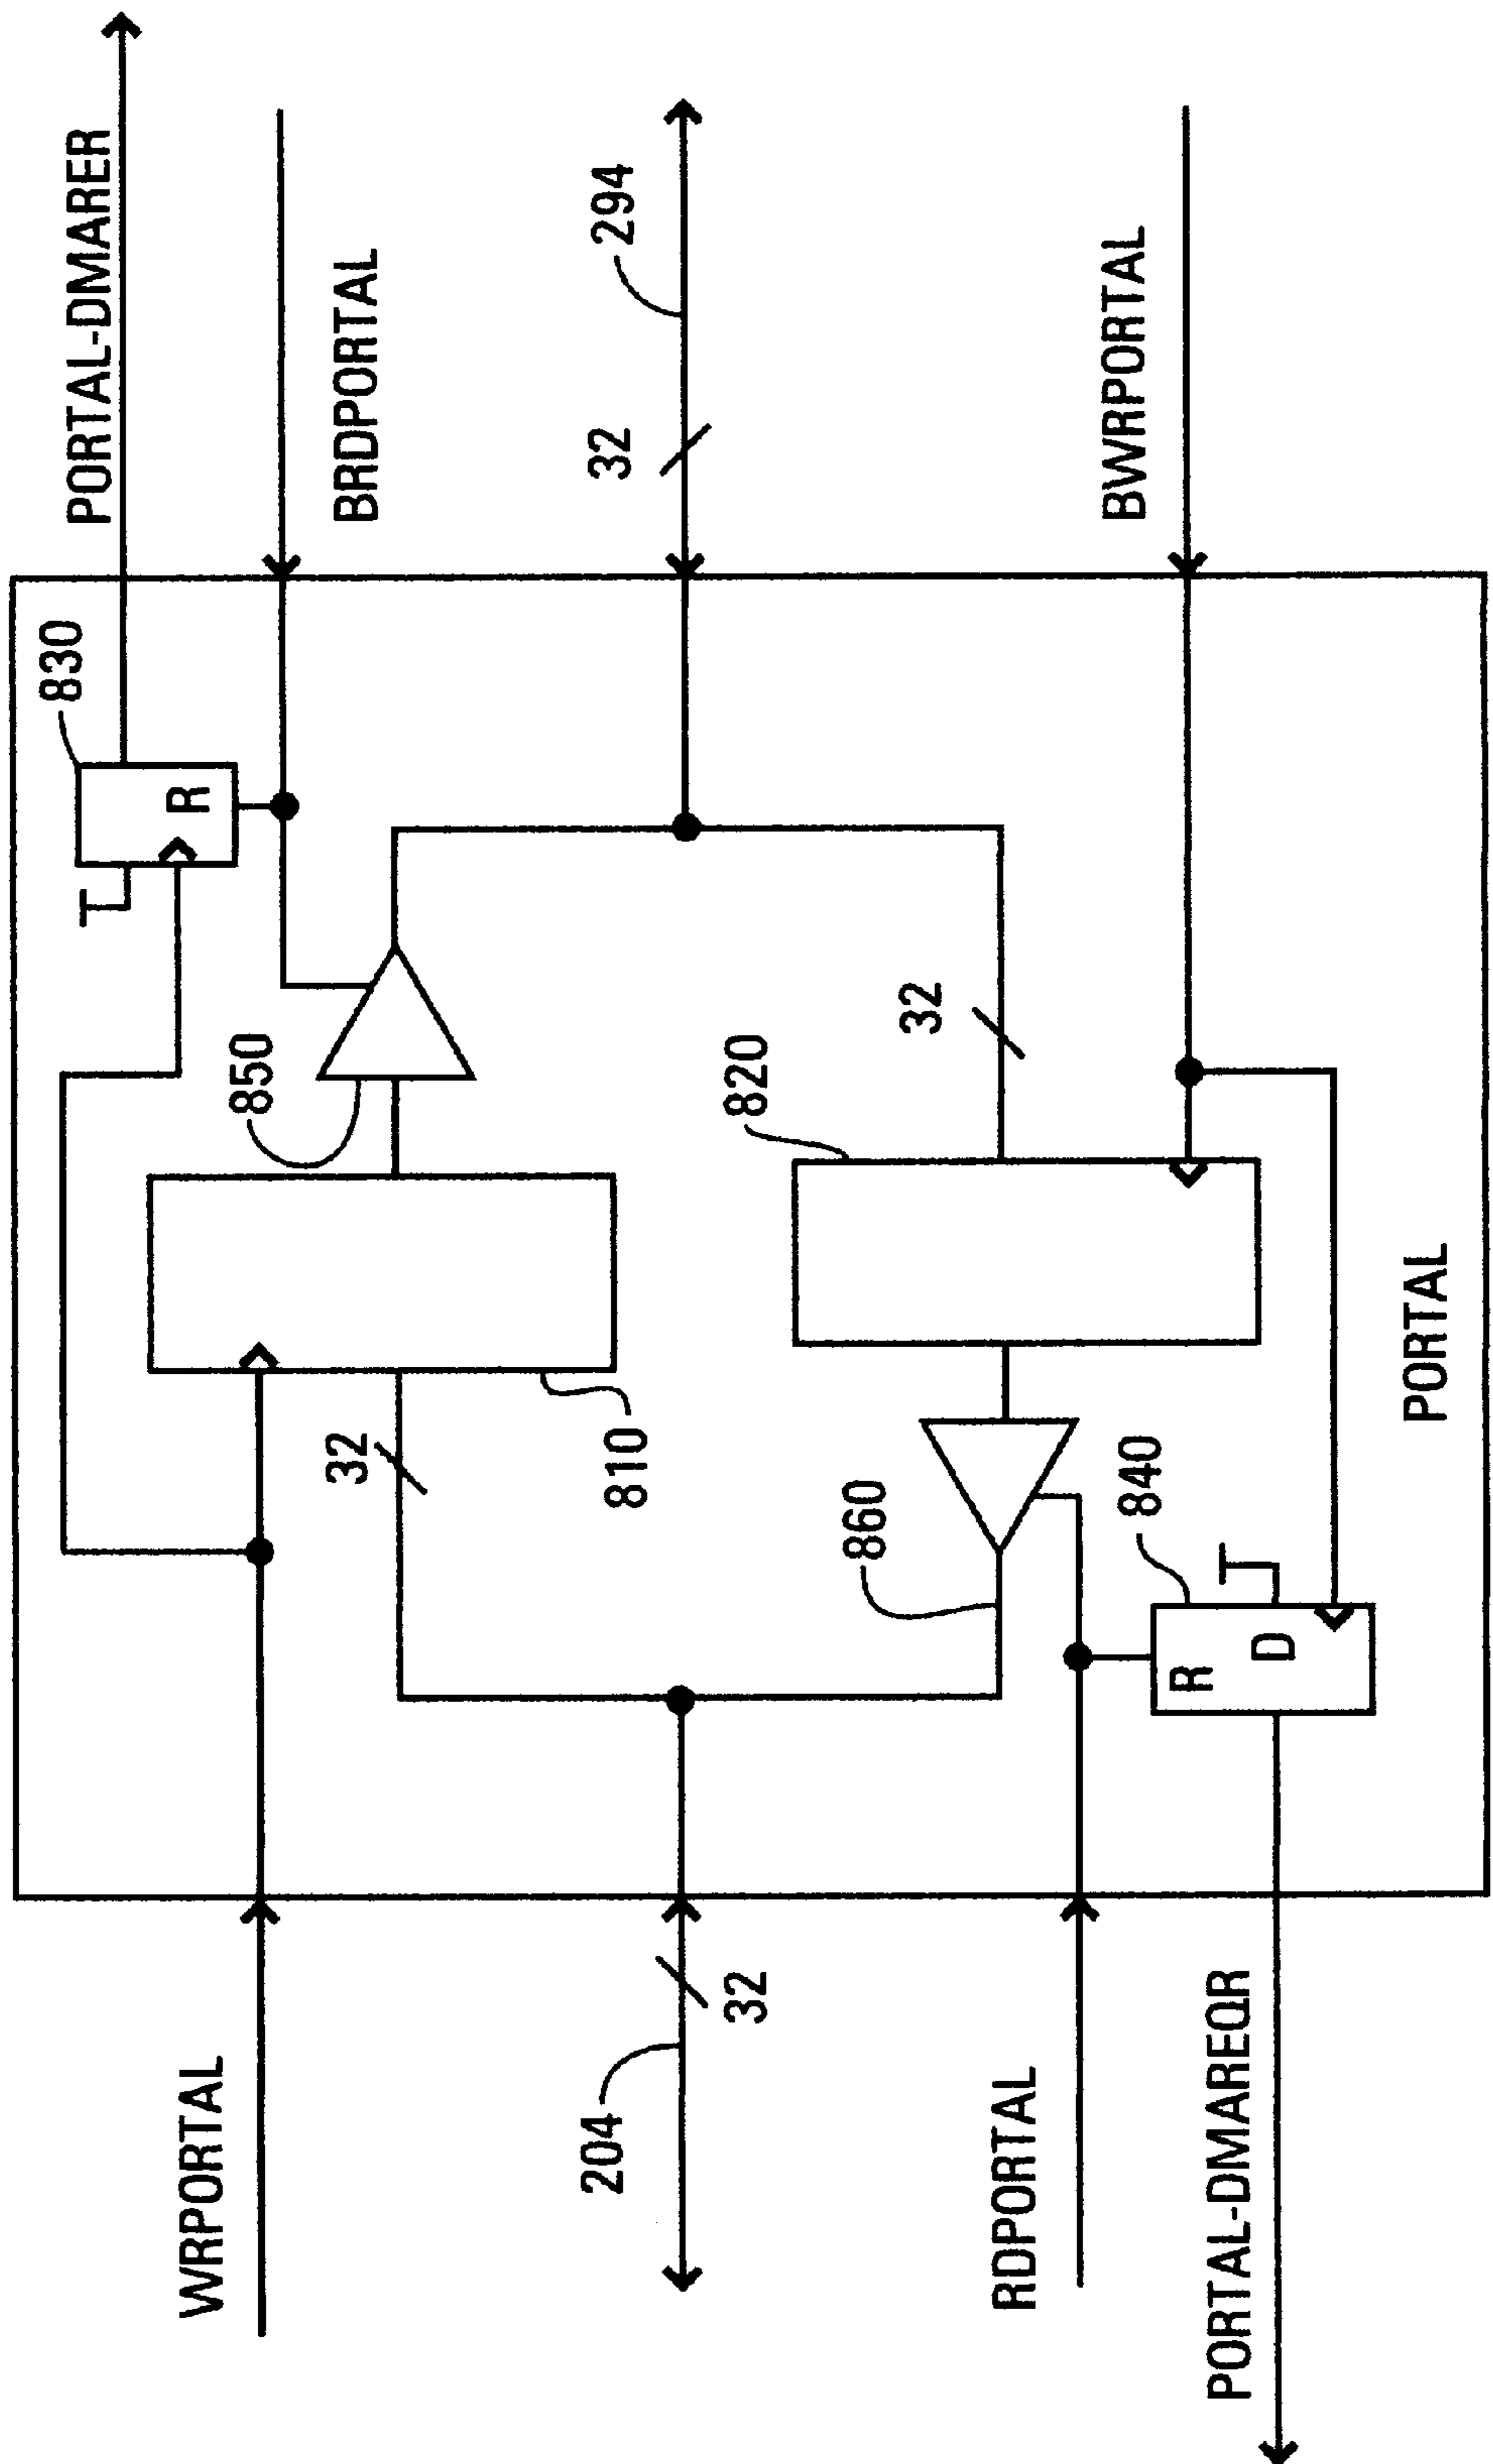 PORTAL-DMARER
BRDPORTAL
294
32
BWRPORTAL
830
R
850
32
820
810
32
860
840
R
D
PORTAL
WRPORTAL
204
32
RDPORTAL
PORTAL-DMAREQR